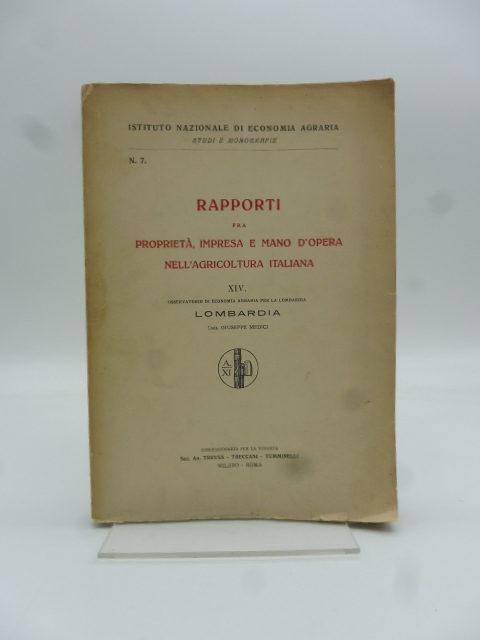 ISTITUTO NAZIONALE DI ECONOMIA AGRARIA
STUDI E MONOGRAFIE
N. 7.
RAPPORTI
FRA
PROPRIETÀ, IMPRESA E MANO D'OPERA
NELL'AGRICOLTURA ITALIANA
XIV.
OSSERVATORIO DI ECONOMIA AGRARIA PER LA LOMBARDIA
LOMBARDIA
GIUSEPPE MEDICI
A
XI
CONCESSIONARIA PER LA VENDITA
Soc. An. TREVES - TRECCANI - TUMMINELLI
MILANO - ROMA